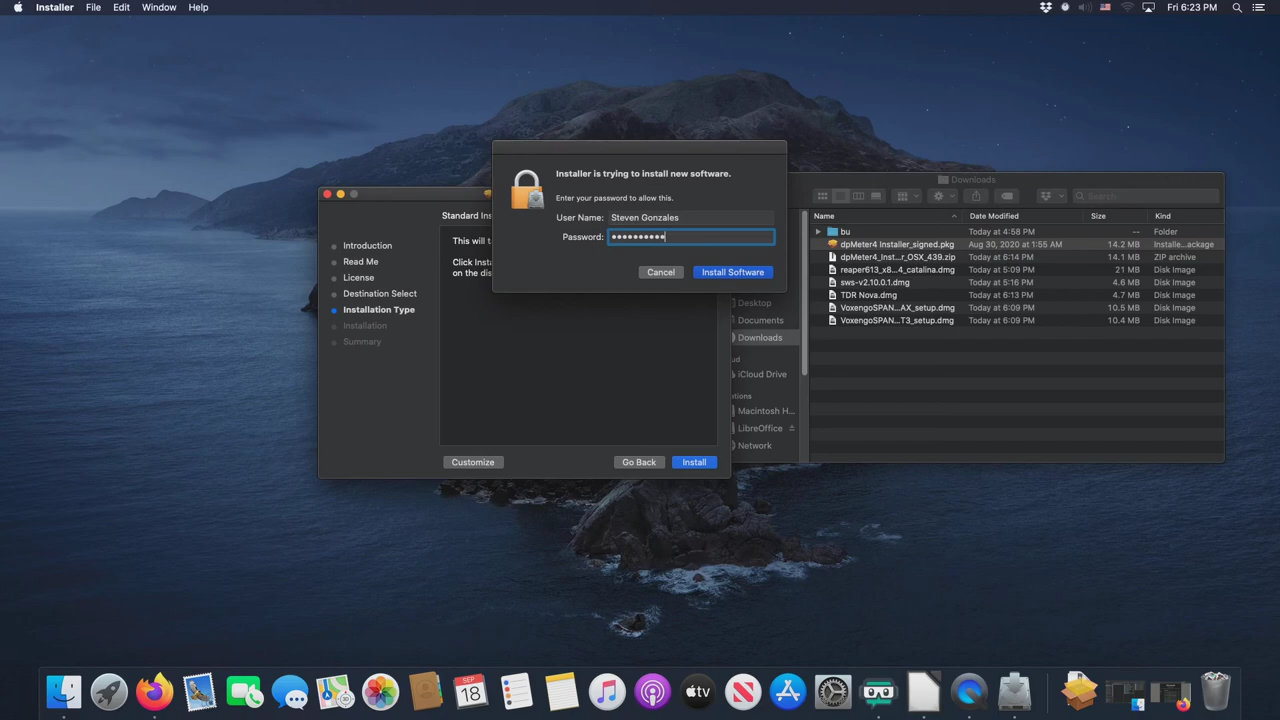 Installer File Edit Window Help
Fri 6:23 PM
Installer is trying to install new software.
Enter your password to allow this.
User Name: Steven Gonzales
Password: ••••••••••
Cancel Install Software
Standard Ins
Introduction
Read Me
License
Destination Select
Installation Type
Installation
Summary
This will t
Click Insta
on the dis
Customize Go Back Install
Downloads
Search
Name Date Modified Size Kind
bu Today at 4:58 PM -- Folder
dpMeter4 Installer_signed.pkg Aug 30, 2020 at 1:55 AM 14.2 MB Installe...ackage
dpMeter4_Inst..._OSX_439.zip Today at 6:14 PM 14.1 MB ZIP archive
reaper613_x8...4_catalina.dmg Today at 5:09 PM 21 MB Disk Image
sws-v2.10.0.1.dmg Today at 5:16 PM 4.6 MB Disk Image
TDR Nova.dmg Today at 6:13 PM 4.7 MB Disk Image
VoxengoSPAN...AX_setup.dmg Today at 6:09 PM 10.5 MB Disk Image
VoxengoSPAN...T3_setup.dmg Today at 6:09 PM 10.4 MB Disk Image
Desktop
Documents
Downloads
ud
iCloud Drive
ations
Macintosh H...
LibreOffice
Network
SEP
18
tv